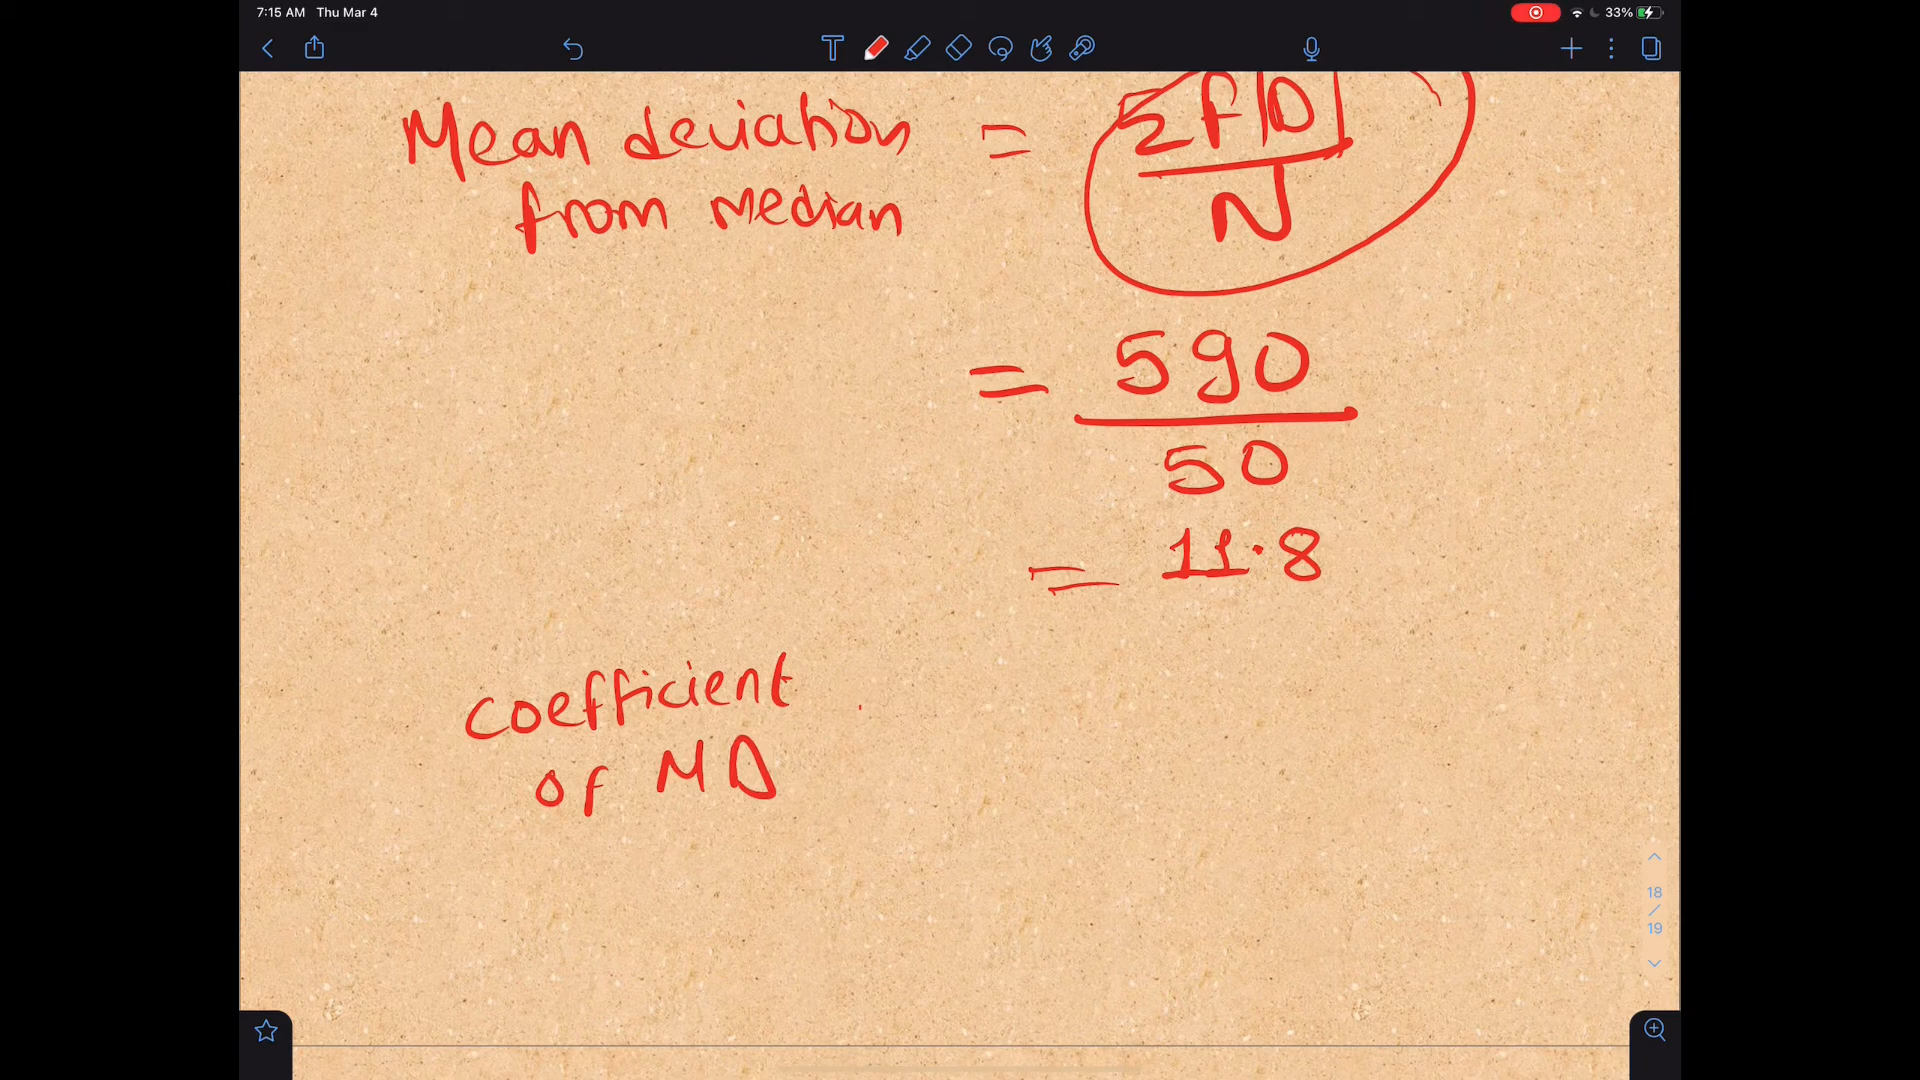 7:15 AM Thu Mar 4
33%
Mean deviation = Σf|D|
from median N
= 590
50
= 11.8
coefficient
of MD
18
/
19